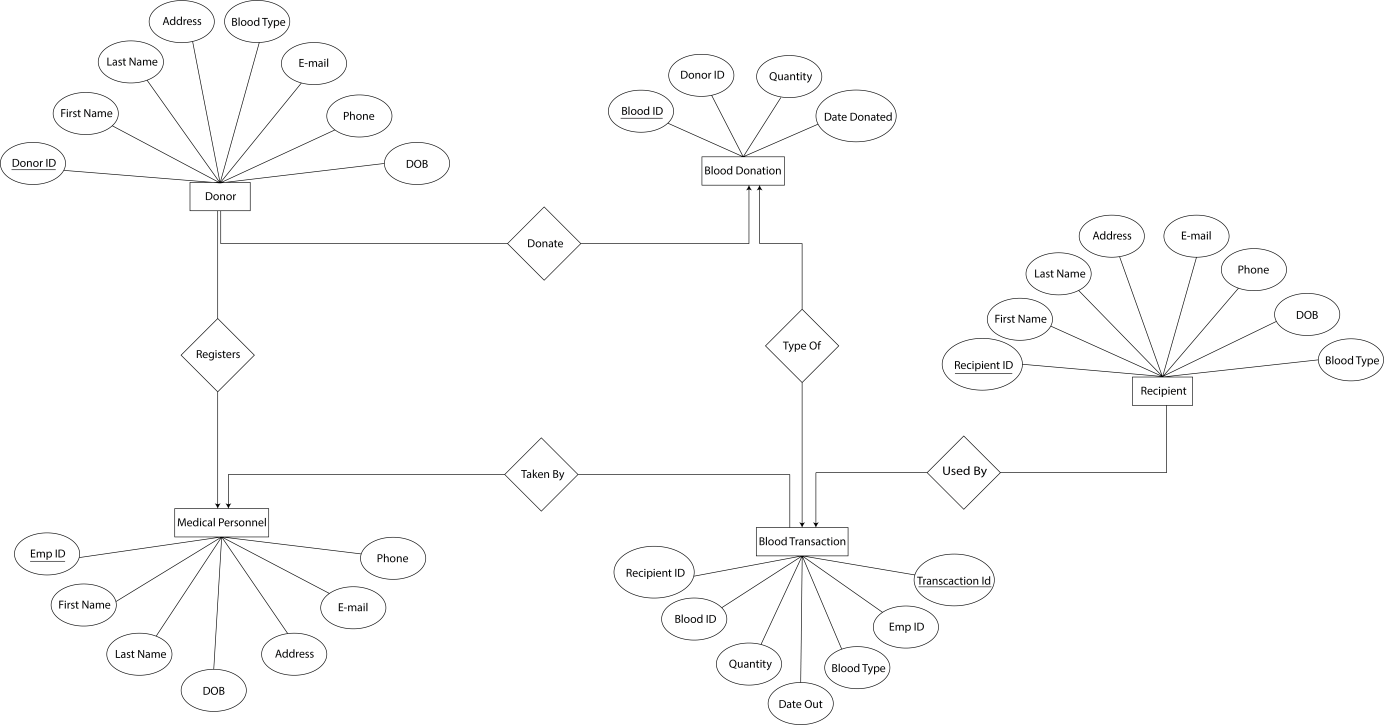 Address
Blood Type
Last Name
E-mail
First Name
Phone
Donor ID
DOB
Donor
Donor ID
Quantity
Blood ID
Date Donated
Blood Donation
Donate
Address
E-mail
Last Name
Phone
First Name
DOB
Recipient ID
Blood Type
Recipient
Registers
Type Of
Taken By
Used By
Medical Personnel
Emp ID
Phone
First Name
E-mail
Last Name
Address
DOB
Blood Transaction
Recipient ID
Transcaction Id
Blood ID
Emp ID
Quantity
Blood Type
Date Out